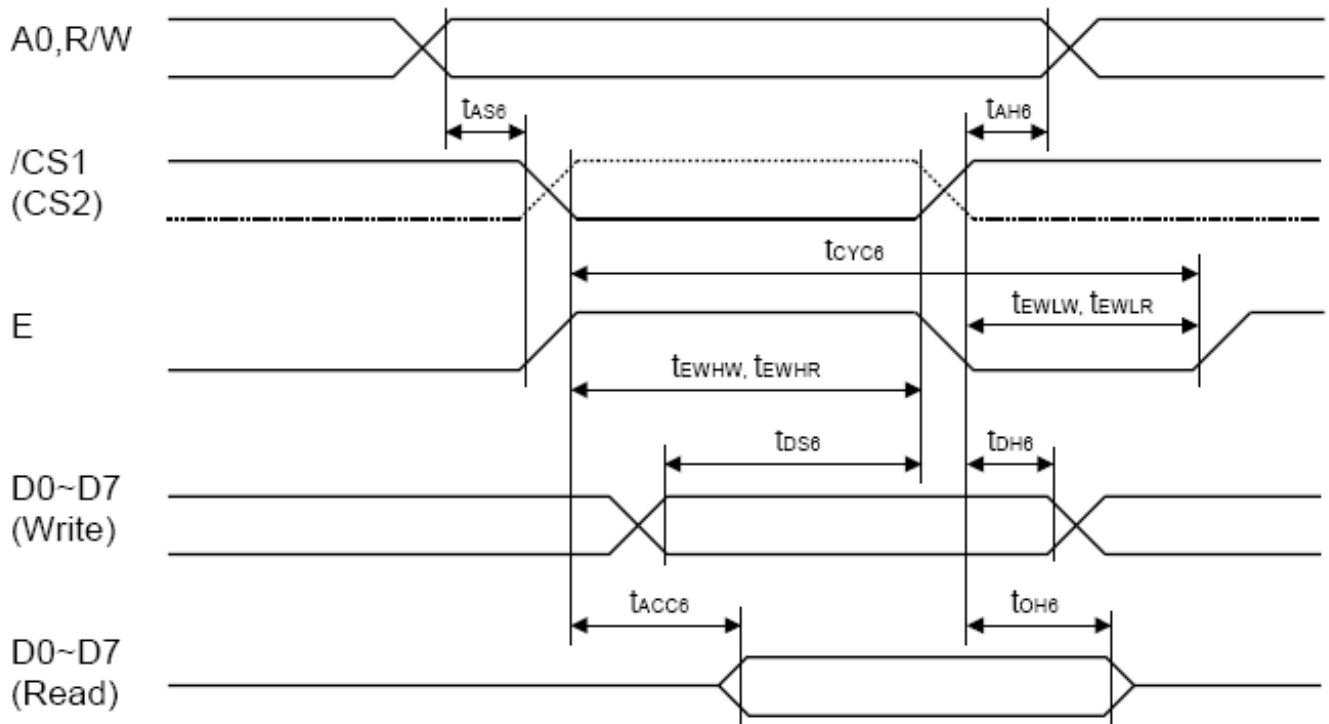 A0,R/W
tAS6
tAH6
/CS1
(CS2)
tCYC6
tEWLW, tEWLR
E
tEWHW, tEWHR
tDS6
tDH6
D0~D7
(Write)
tACC6
tOH6
D0~D7
(Read)